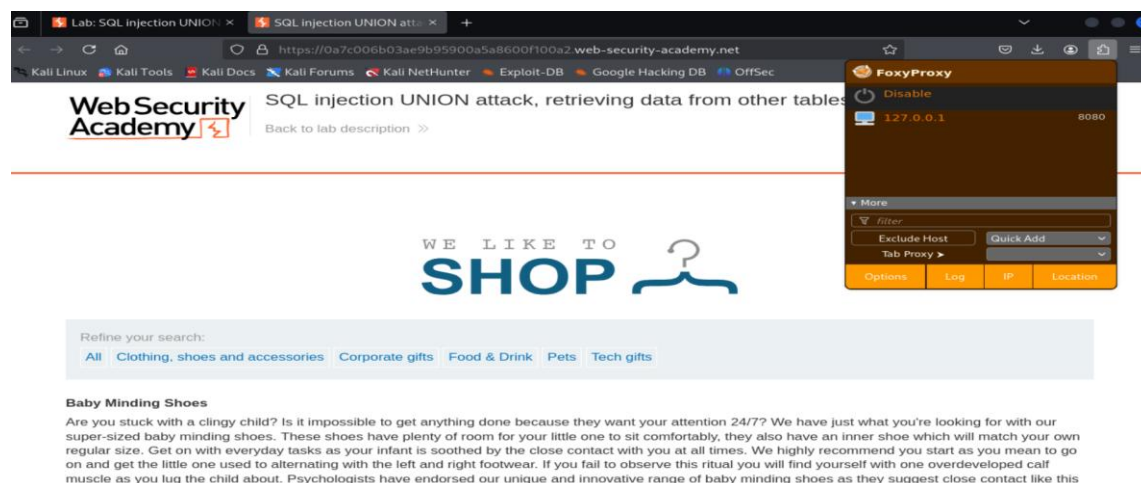 Lab: SQL injection UNION ×
SQL injection UNION atta ×
+
https://0a7c006b03ae9b95900a5a8600f100a2.web-security-academy.net
Kali Linux Kali Tools Kali Docs Kali Forums Kali NetHunter Exploit-DB Google Hacking DB OffSec
FoxyProxy
Disable
127.0.0.1 8080
More
filter
Exclude Host Quick Add
Tab Proxy ➤
Options Log IP Location
WebSecurity
Academy
SQL injection UNION attack, retrieving data from other tables
Back to lab description
WE LIKE TO
SHOP
Refine your search:
All Clothing, shoes and accessories Corporate gifts Food & Drink Pets Tech gifts
Baby Minding Shoes
Are you stuck with a clingy child? Is it impossible to get anything done because they want your attention 24/7? We have just what you're looking for with our
super-sized baby minding shoes. These shoes have plenty of room for your little one to sit comfortably, they also have an inner shoe which will match your own
regular size. Get on with everyday tasks as your infant is soothed by the close contact with you at all times. We highly recommend you start as you mean to go
on and get the little one used to alternating with the left and right footwear. If you fail to observe this ritual you will find yourself with one overdeveloped calf
muscle as you lug the child about. Psychologists have endorsed our unique and innovative range of baby minding shoes as they suggest close contact like this